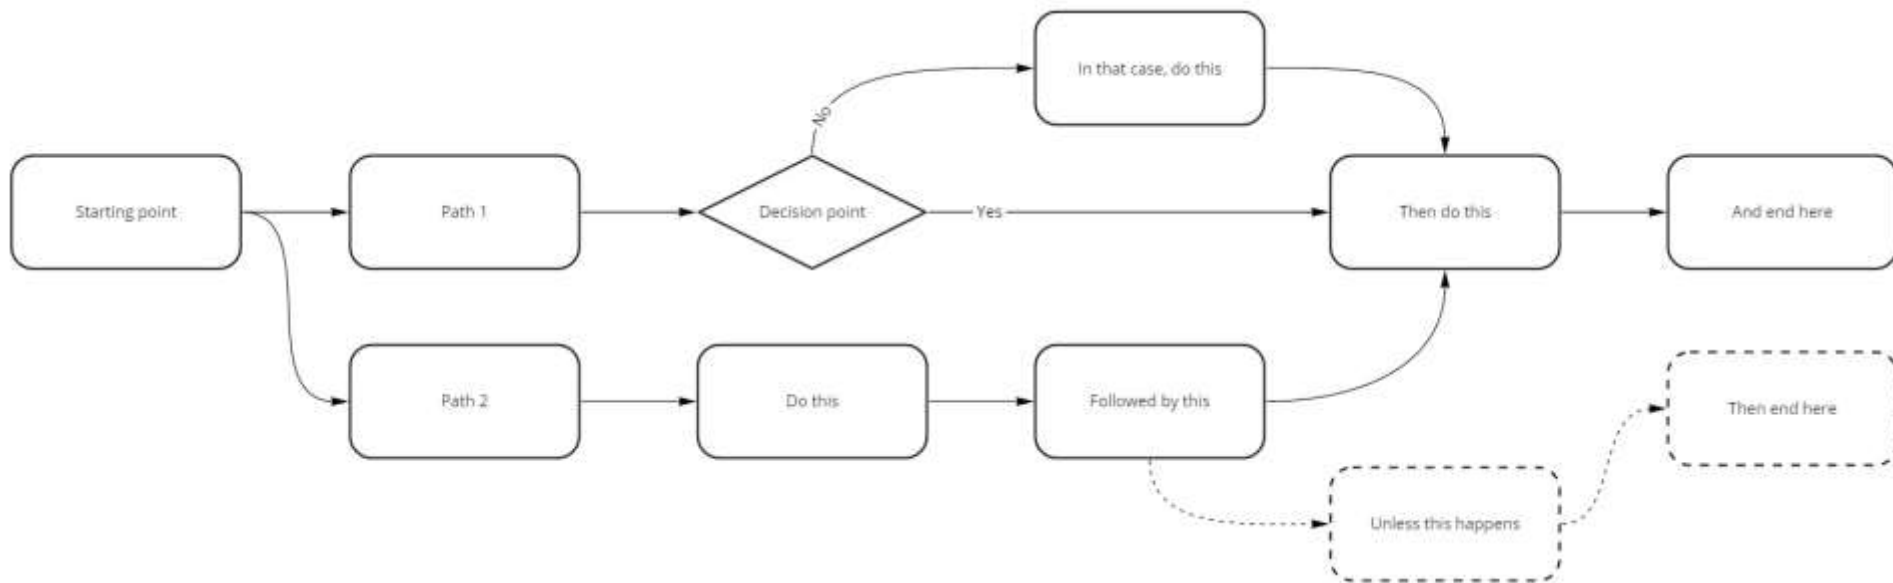 In that case, do this
No
Starting point
Path 1
Decision point
Yes
Then do this
And end here
Path 2
Do this
Followed by this
Then end here
Unless this happens